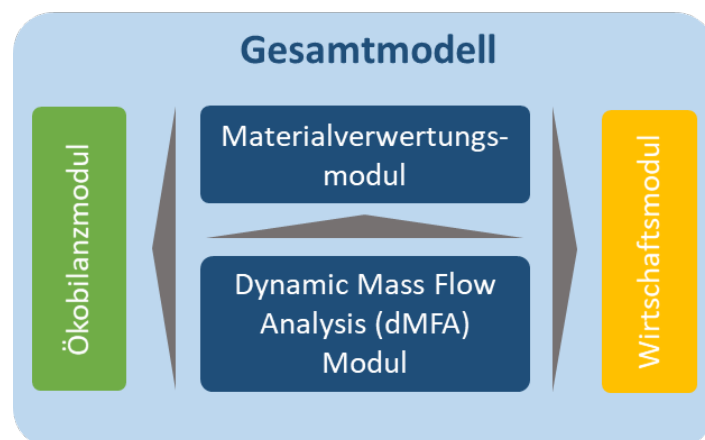 Gesamtmodell
Ökobilanzmodul
Materialverwertungs-
modul
Dynamic Mass Flow
Analysis (dMFA)
Modul
Wirtschaftsmodul